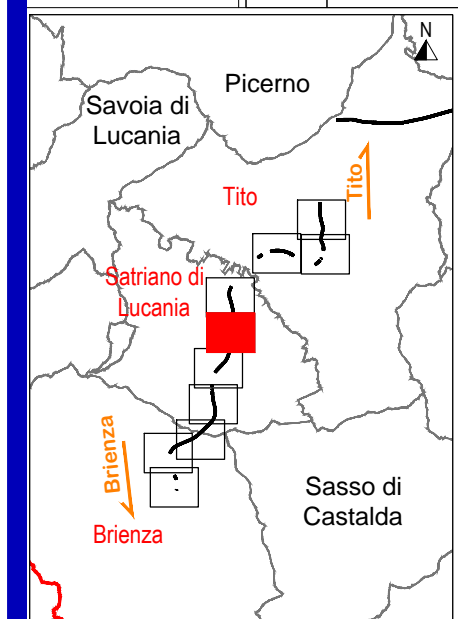 N
Picerno
Savoia di
Lucania
Tito
Tito
Satriano di
Lucania
Brienza
Sasso di
Castalda
Brienza